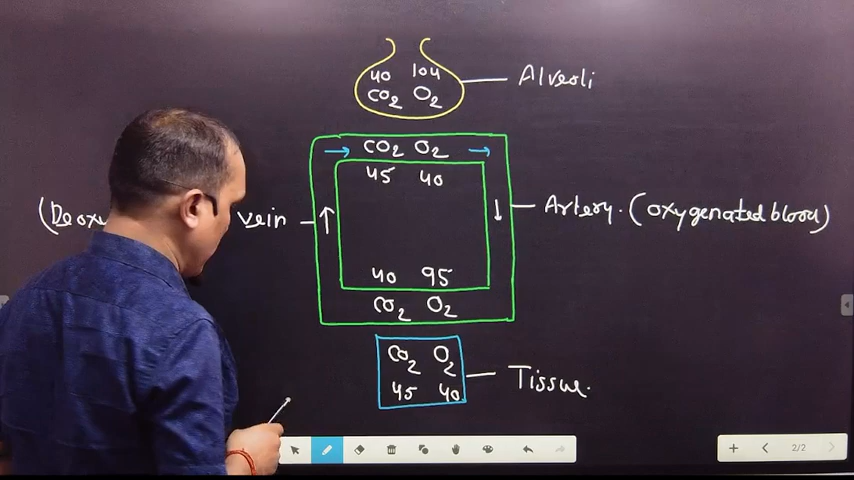 40 104
CO2 O2
Alveoli
CO2 O2
45 40
vein
Artery. (oxygenated blood)
40 95
CO2 O2
CO2 O2
45 40
Tissue.
2/2